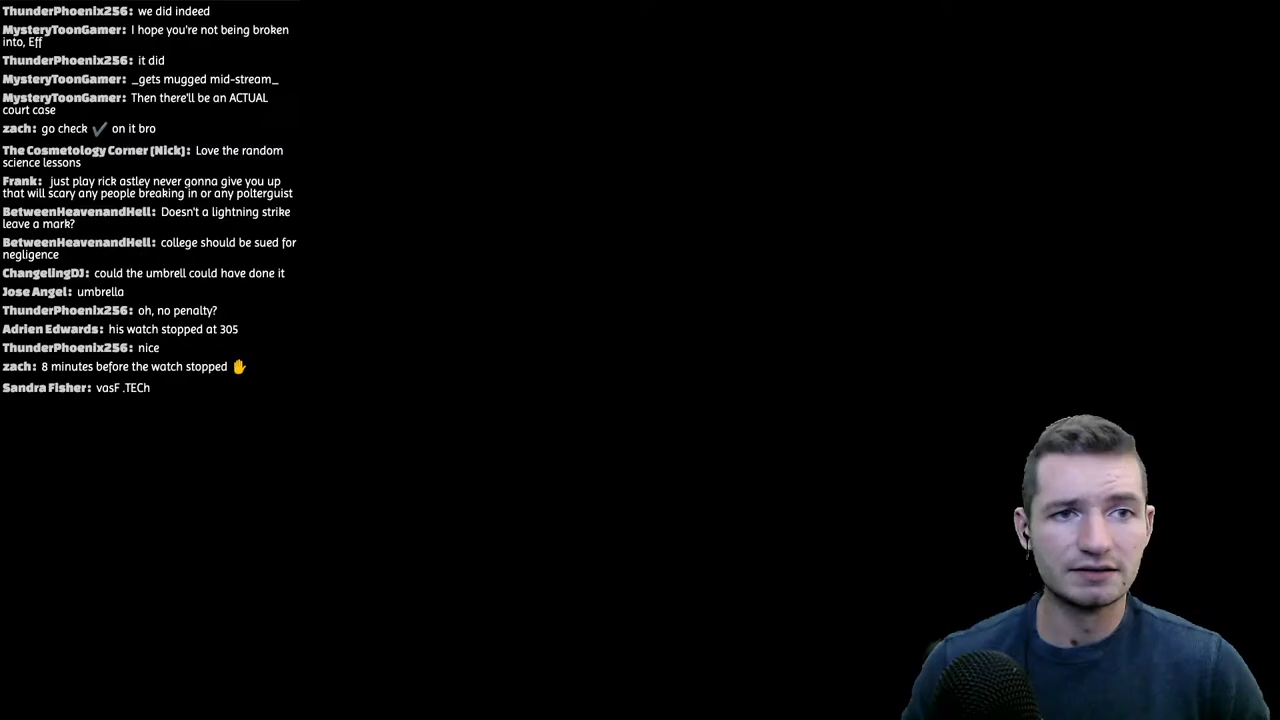 ThunderPhoenix256: we did indeed
MysteryToonGamer: I hope you're not being broken
into, Eff
ThunderPhoenix256: it did
MysteryToonGamer: _gets mugged mid-stream_
MysteryToonGamer: Then there'll be an ACTUAL
court case
zach: go check ✔ on it bro
The Cosmetology Corner (Nick): Love the random
science lessons
Frank: just play rick astley never gonna give you up
that will scary any people breaking in or any polterguist
BetweenHeavenandHell: Doesn't a lightning strike
leave a mark?
BetweenHeavenandHell: college should be sued for
negligence
ChangelingDJ: could the umbrell could have done it
Jose Angel: umbrella
ThunderPhoenix256: oh, no penalty?
Adrien Edwards: his watch stopped at 305
ThunderPhoenix256: nice
zach: 8 minutes before the watch stopped ✋
Sandra Fisher: vasF .TECh